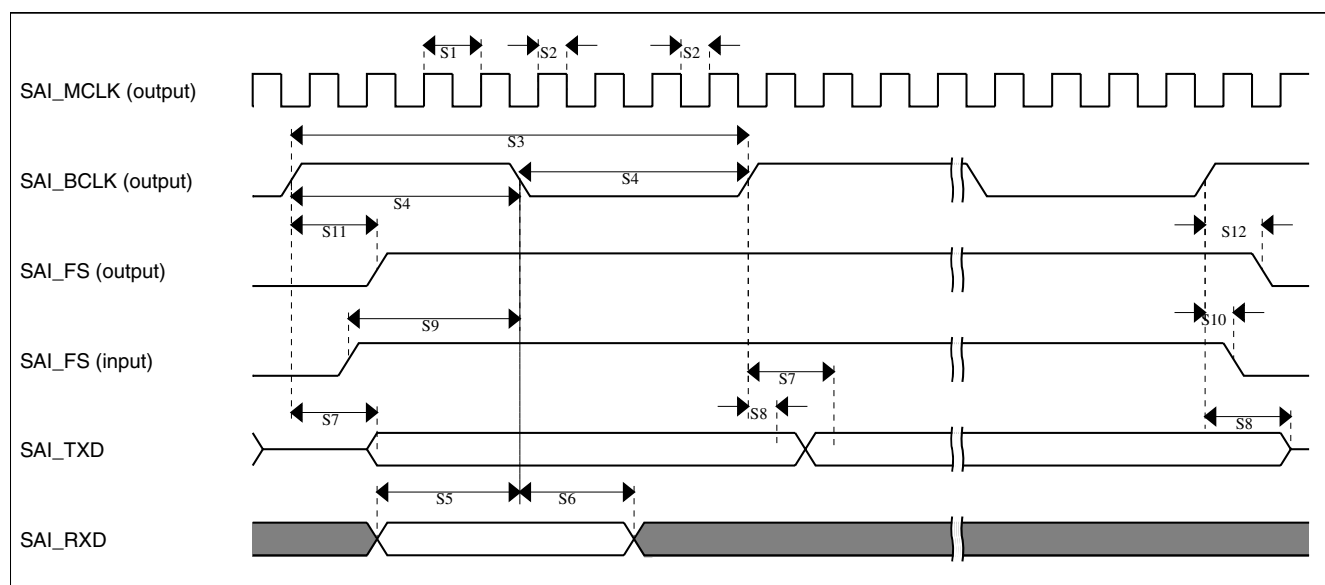 S1 S2 S2
SAI_MCLK (output)
S3
SAI_BCLK (output)
S4
S4
S11 S12
SAI_FS (output)
S9 S10
SAI_FS (input)
S7
S7 S8 S8
SAI_TXD
S5 S6
SAI_RXD